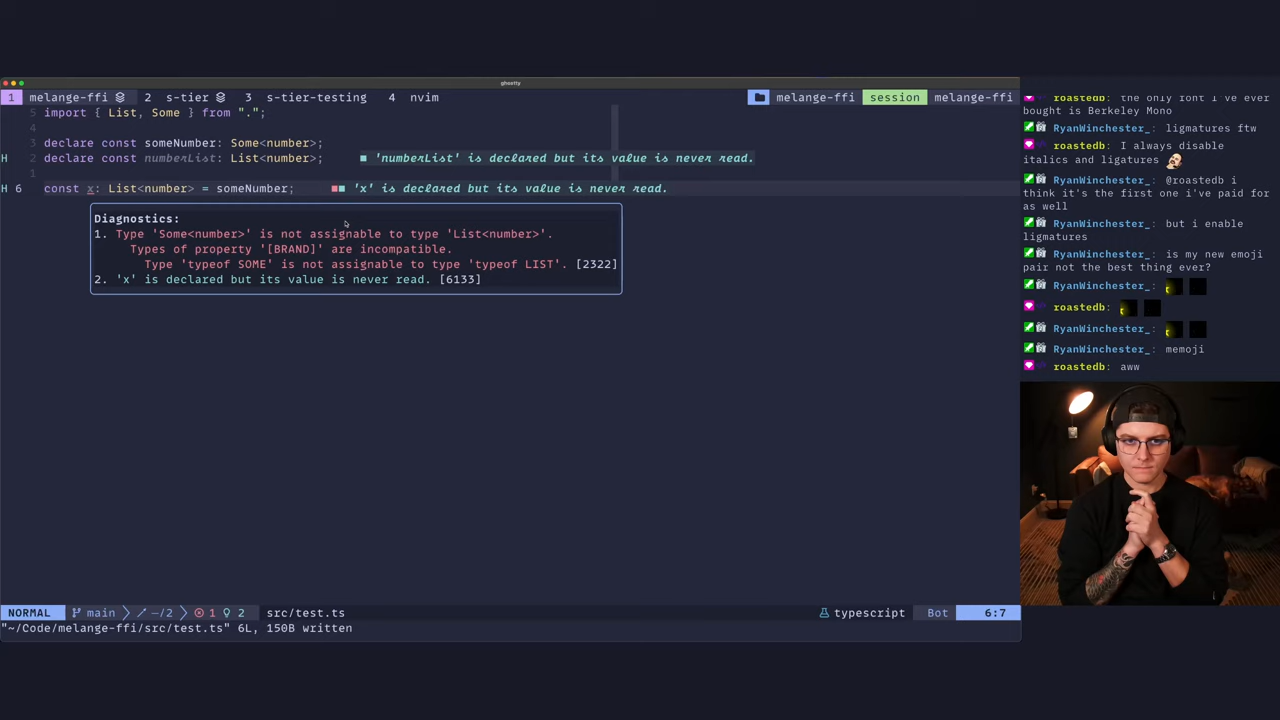 ghostty
1 melange-ffi 2 s-tier 3 s-tier-testing 4 nvim melange-ffi session melange-ffi
5 import { List, Some } from ".";
4
3 declare const someNumber: Some<number>;
H 2 declare const numberList: List<number>; ■ 'numberList' is declared but its value is never read.
1
H 6 const x: List<number> = someNumber; ■■ 'x' is declared but its value is never read.
Diagnostics:
1. Type 'Some<number>' is not assignable to type 'List<number>'.
Types of property '[BRAND]' are incompatible.
Type 'typeof SOME' is not assignable to type 'typeof LIST'. [2322]
2. 'x' is declared but its value is never read. [6133]
NORMAL main –/2 1 2 src/test.ts typescript Bot 6:7
"~/Code/melange-ffi/src/test.ts" 6L, 150B written
roastedb: the only font i've ever
bought is Berkeley Mono
RyanWinchester_: ligmatures ftw
roastedb: I always disable
italics and ligatures
RyanWinchester_: @roastedb i
think it's the first one i've paid for
as well
RyanWinchester_: but i enable
ligmatures
RyanWinchester_: is my new emoji
pair not the best thing ever?
RyanWinchester_:
roastedb:
RyanWinchester_:
RyanWinchester_: memoji
roastedb: aww